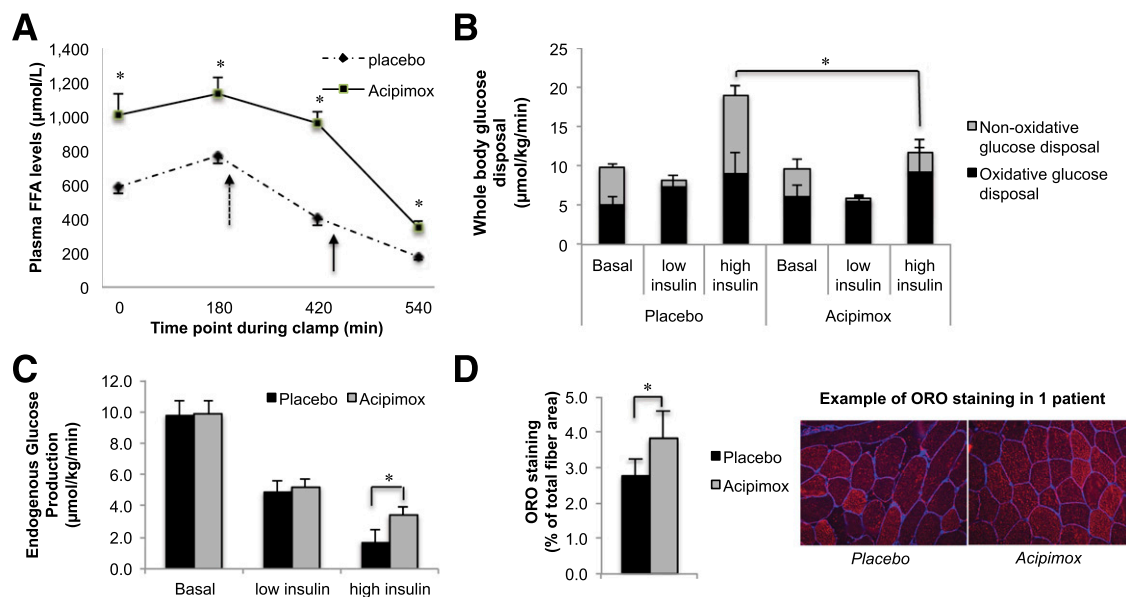 A
1,400
1,200
1,000
800
600
400
200
0
Plasma FFA levels (µmol/L)
*
*
*
*
placebo
Acipimox
0 180 420 540
Time point during clamp (min)
B
25
20
15
10
5
0
Whole body glucose
disposal
(µmol/kg/min)
*
Non-oxidative
glucose disposal
Oxidative glucose
disposal
Basal low insulin high insulin Basal low insulin high insulin
Placebo Acipimox
C
12.0
10.0
8.0
6.0
4.0
2.0
0.0
Endogenous Glucose
Production
(µmol/kg/min)
Placebo Acipimox
*
Basal low insulin high insulin
D
5.0
4.0
3.0
2.0
1.0
0.0
ORO staining
(% of total fiber area)
*
Placebo
Acipimox
Example of ORO staining in 1 patient
Placebo Acipimox